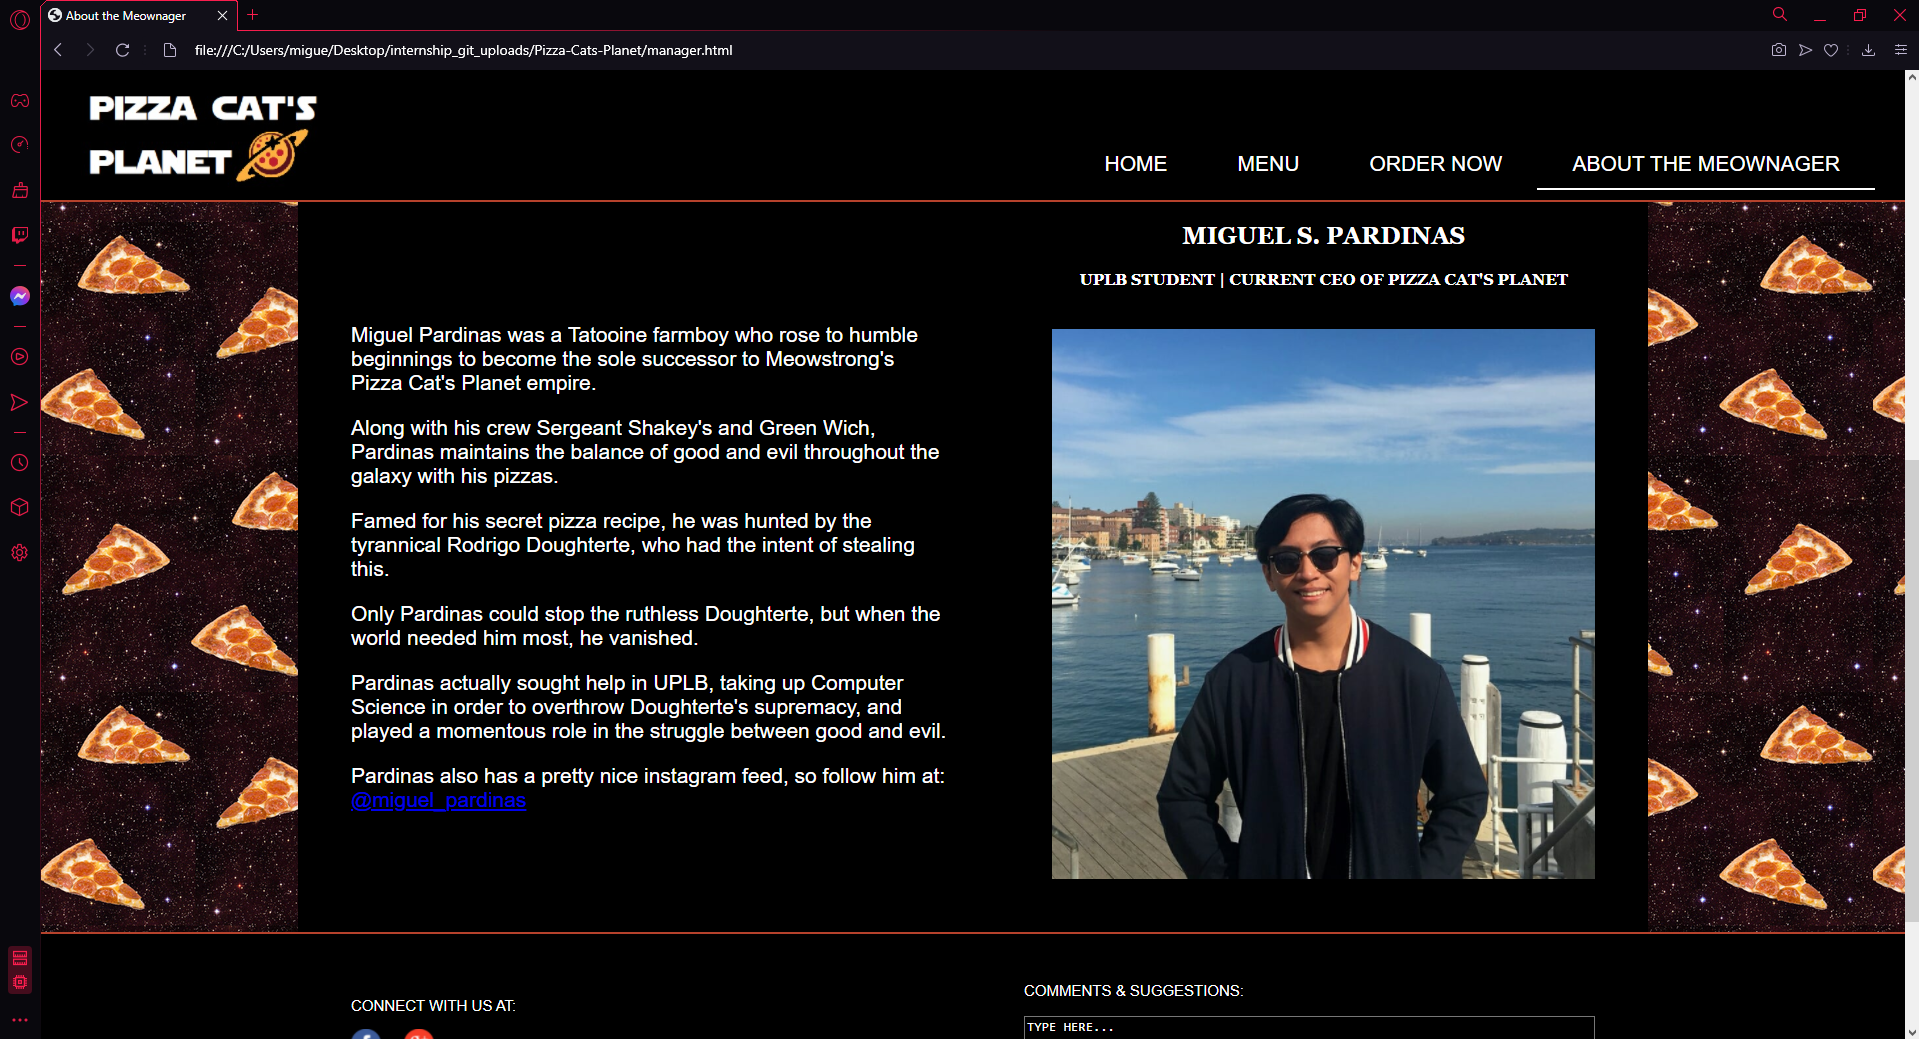 About the Meownager
file:///C:/Users/migue/Desktop/internship_git_uploads/Pizza-Cats-Planet/manager.html
PIZZA CAT'S
PLANET
HOME
MENU
ORDER NOW
ABOUT THE MEOWNAGER
MIGUEL S. PARDINAS
UPLB STUDENT | CURRENT CEO OF PIZZA CAT'S PLANET
Miguel Pardinas was a Tatooine farmboy who rose to humble
beginnings to become the sole successor to Meowstrong's
Pizza Cat's Planet empire.
Along with his crew Sergeant Shakey's and Green Wich,
Pardinas maintains the balance of good and evil throughout the
galaxy with his pizzas.
Famed for his secret pizza recipe, he was hunted by the
tyrannical Rodrigo Doughterte, who had the intent of stealing
this.
Only Pardinas could stop the ruthless Doughterte, but when the
world needed him most, he vanished.
Pardinas actually sought help in UPLB, taking up Computer
Science in order to overthrow Doughterte's supremacy, and
played a momentous role in the struggle between good and evil.
Pardinas also has a pretty nice instagram feed, so follow him at:
@miguel_pardinas
CONNECT WITH US AT:
COMMENTS & SUGGESTIONS:
TYPE HERE...